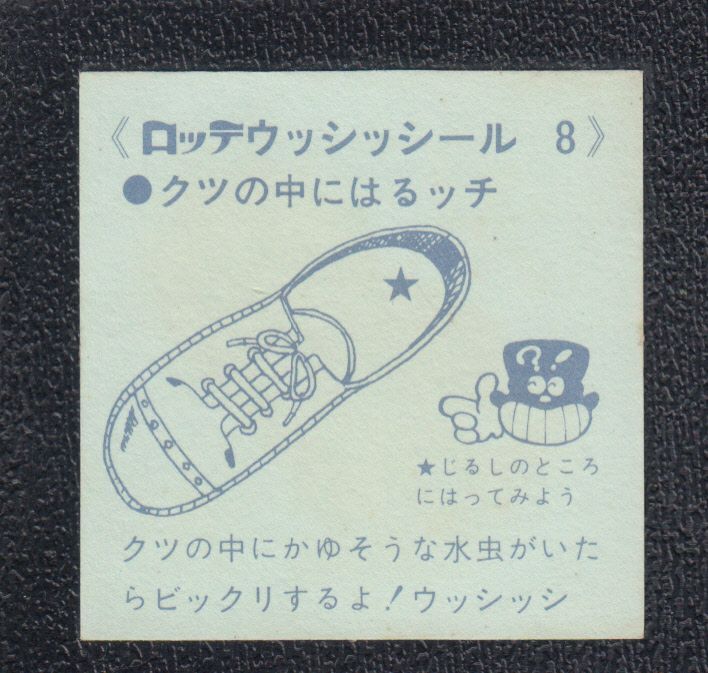 《ロッテウッシッシール 8》
●クツの中にはるッチ
?!
★じるしのところ
にはってみよう
クツの中にかゆそうな水虫がいた
らビックリするよ!ウッシッシ